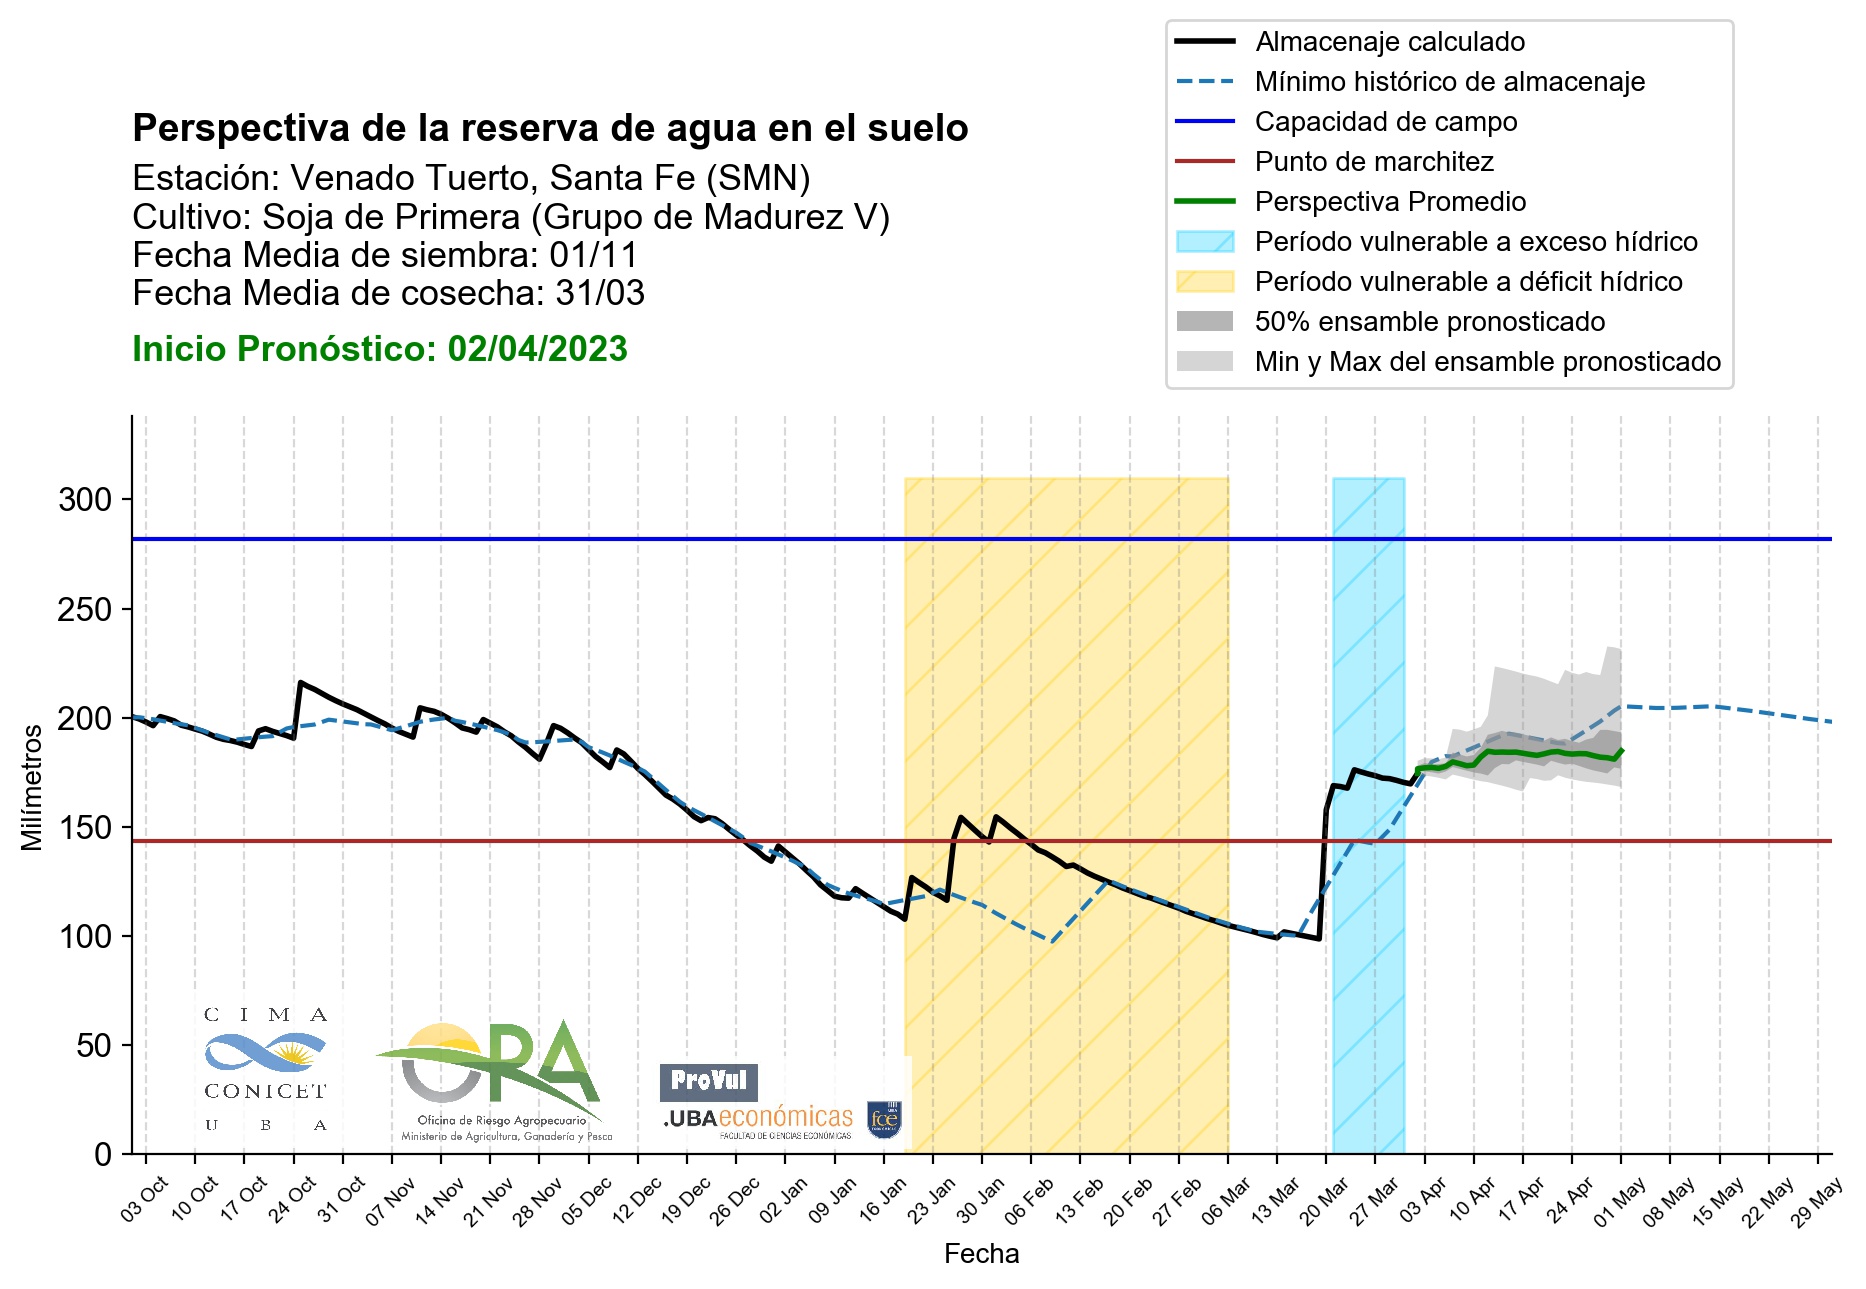 Almacenaje calculado
Mínimo histórico de almacenaje
Capacidad de campo
Punto de marchitez
Perspectiva Promedio
Período vulnerable a exceso hídrico
Período vulnerable a déficit hídrico
50% ensamble pronosticado
Min y Max del ensamble pronosticado
Perspectiva de la reserva de agua en el suelo
Estación: Venado Tuerto, Santa Fe (SMN)
Cultivo: Soja de Primera (Grupo de Madurez V)
Fecha Media de siembra: 01/11
Fecha Media de cosecha: 31/03
Inicio Pronóstico: 02/04/2023
Milímetros
300
250
200
150
100
50
0
CIMA
CONICET
UBA
ORA
Oficina de Riesgo Agropecuario
Ministerio de Agricultura, Ganadería y Pesca
ProVul
.UBAeconómicas
FACULTAD DE CIENCIAS ECONÓMICAS
UBA
fce
ECONÓMICAS
03 Oct
10 Oct
17 Oct
24 Oct
31 Oct
07 Nov
14 Nov
21 Nov
28 Nov
05 Dec
12 Dec
19 Dec
26 Dec
02 Jan
09 Jan
16 Jan
23 Jan
30 Jan
06 Feb
13 Feb
20 Feb
27 Feb
06 Mar
13 Mar
20 Mar
27 Mar
03 Apr
10 Apr
17 Apr
24 Apr
01 May
08 May
15 May
22 May
29 May
Fecha